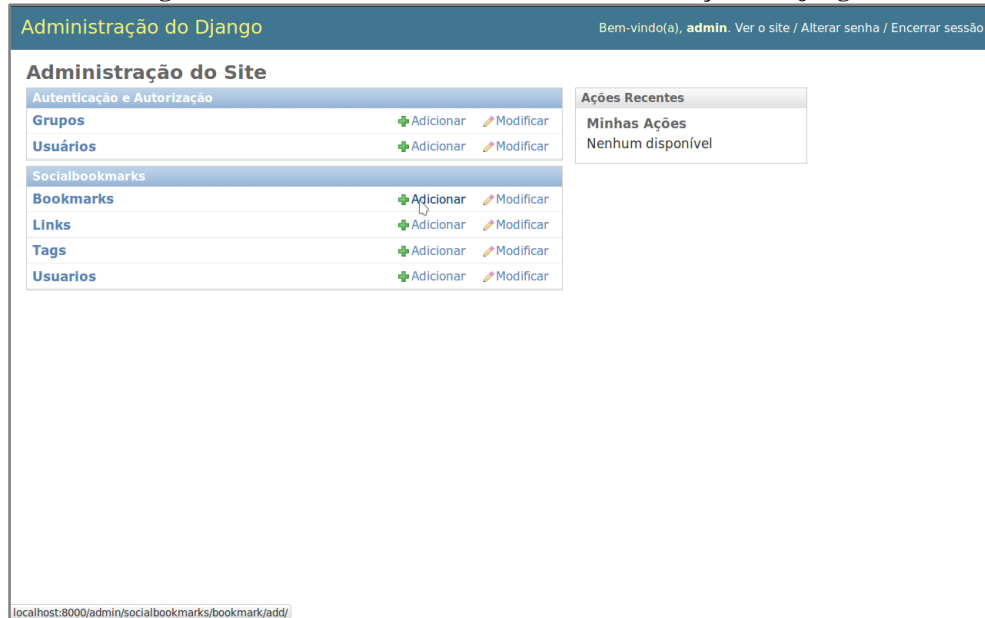 Administração do Django
Bem-vindo(a), admin. Ver o site / Alterar senha / Encerrar sessão
Administração do Site
Autenticação e Autorização
Grupos Adicionar Modificar
Usuários Adicionar Modificar
Socialbookmarks
Bookmarks Adicionar Modificar
Links Adicionar Modificar
Tags Adicionar Modificar
Usuarios Adicionar Modificar
Ações Recentes
Minhas Ações
Nenhum disponível
localhost:8000/admin/socialbookmarks/bookmark/add/